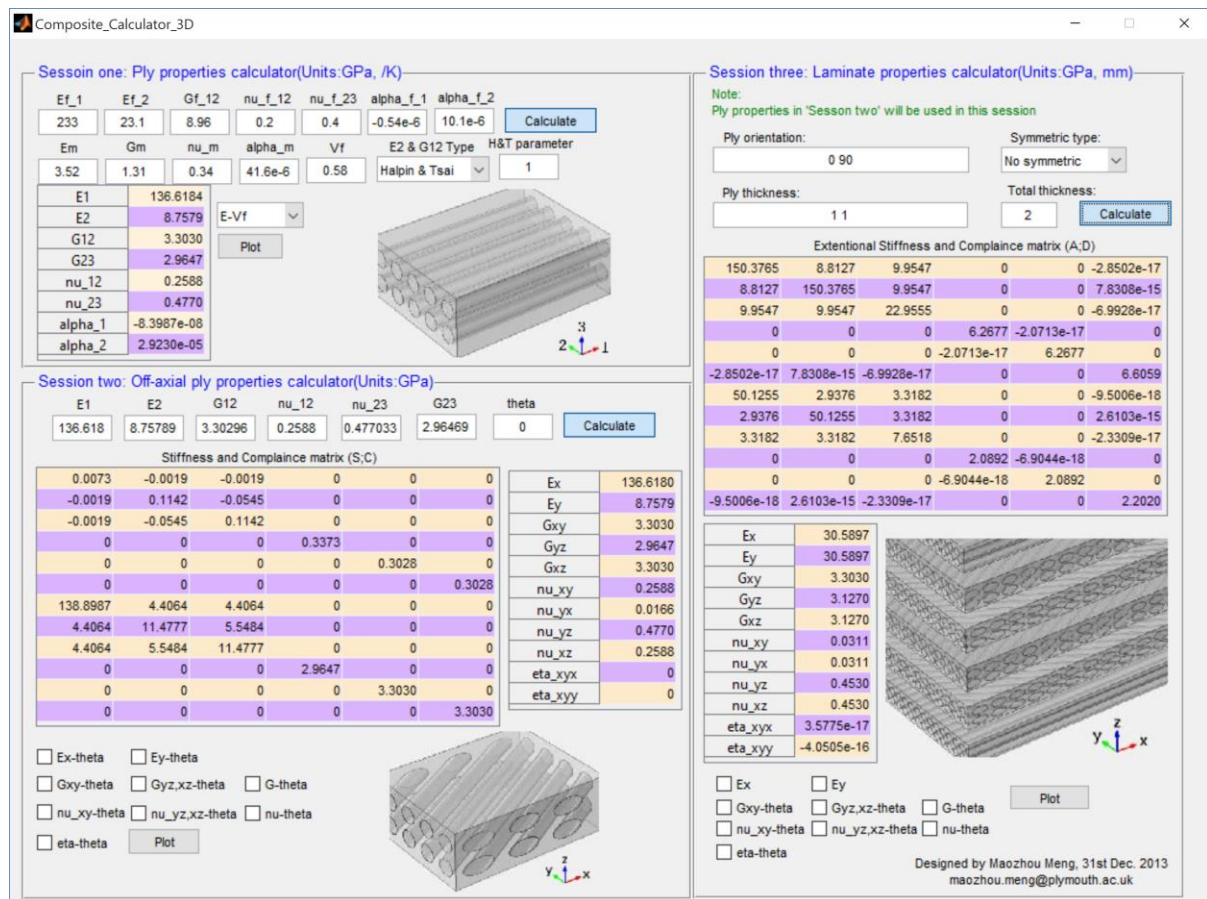 Composite_Calculator_3D
Sessoin one: Ply properties calculator(Units:GPa, /K)
Ef_1 Ef_2 Gf_12 nu_f_12 nu_f_23 alpha_f_1 alpha_f_2
233 23.1 8.96 0.2 0.4 -0.54e-6 10.1e-6 Calculate
Em Gm nu_m alpha_m Vf E2 & G12 Type H&T parameter
3.52 1.31 0.34 41.6e-6 0.58 Halpin & Tsai 1
E1 136.6184
E2 8.7579 E-Vf
G12 3.3030
G23 2.9647 Plot
nu_12 0.2588
nu_23 0.4770
alpha_1 -8.3987e-08
alpha_2 2.9230e-05
3
2 1
Session two: Off-axial ply properties calculator(Units:GPa)
E1 E2 G12 nu_12 nu_23 G23 theta
136.618 8.75789 3.30296 0.2588 0.477033 2.96469 0 Calculate
Stiffness and Complaince matrix (S;C)
0.0073 -0.0019 -0.0019 0 0 0
-0.0019 0.1142 -0.0545 0 0 0
-0.0019 -0.0545 0.1142 0 0 0
0 0 0 0.3373 0 0
0 0 0 0 0.3028 0
0 0 0 0 0 0.3028
138.8987 4.4064 4.4064 0 0 0
4.4064 11.4777 5.5484 0 0 0
4.4064 5.5484 11.4777 0 0 0
0 0 0 2.9647 0 0
0 0 0 0 3.3030 0
0 0 0 0 0 3.3030
Ex 136.6180
Ey 8.7579
Gxy 3.3030
Gyz 2.9647
Gxz 3.3030
nu_xy 0.2588
nu_yx 0.0166
nu_yz 0.4770
nu_xz 0.2588
eta_xyx 0
eta_xyy 0
Ex-theta Ey-theta
Gxy-theta Gyz,xz-theta G-theta
nu_xy-theta nu_yz,xz-theta nu-theta
eta-theta Plot
z
y x
Session three: Laminate properties calculator(Units:GPa, mm)
Note:
Ply properties in 'Sesson two' will be used in this session
Ply orientation: Symmetric type:
0 90 No symmetric
Ply thickness: Total thickness:
1 1 2 Calculate
Extentional Stiffness and Complaince matrix (A;D)
150.3765 8.8127 9.9547 0 0 -2.8502e-17
8.8127 150.3765 9.9547 0 0 7.8308e-15
9.9547 9.9547 22.9555 0 0 -6.9928e-17
0 0 0 6.2677 -2.0713e-17 0
0 0 0 -2.0713e-17 6.2677 0
-2.8502e-17 7.8308e-15 -6.9928e-17 0 0 6.6059
50.1255 2.9376 3.3182 0 0 -9.5006e-18
2.9376 50.1255 3.3182 0 0 2.6103e-15
3.3182 3.3182 7.6518 0 0 -2.3309e-17
0 0 0 2.0892 -6.9044e-18 0
0 0 0 -6.9044e-18 2.0892 0
-9.5006e-18 2.6103e-15 -2.3309e-17 0 0 2.2020
Ex 30.5897
Ey 30.5897
Gxy 3.3030
Gyz 3.1270
Gxz 3.1270
nu_xy 0.0311
nu_yx 0.0311
nu_yz 0.4530
nu_xz 0.4530
eta_xyx 3.5775e-17
eta_xyy -4.0505e-16
z
y x
Ex Ey
Gxy-theta Gyz,xz-theta G-theta Plot
nu_xy-theta nu_yz,xz-theta nu-theta
eta-theta
Designed by Maozhou Meng, 31st Dec. 2013
maozhou.meng@plymouth.ac.uk